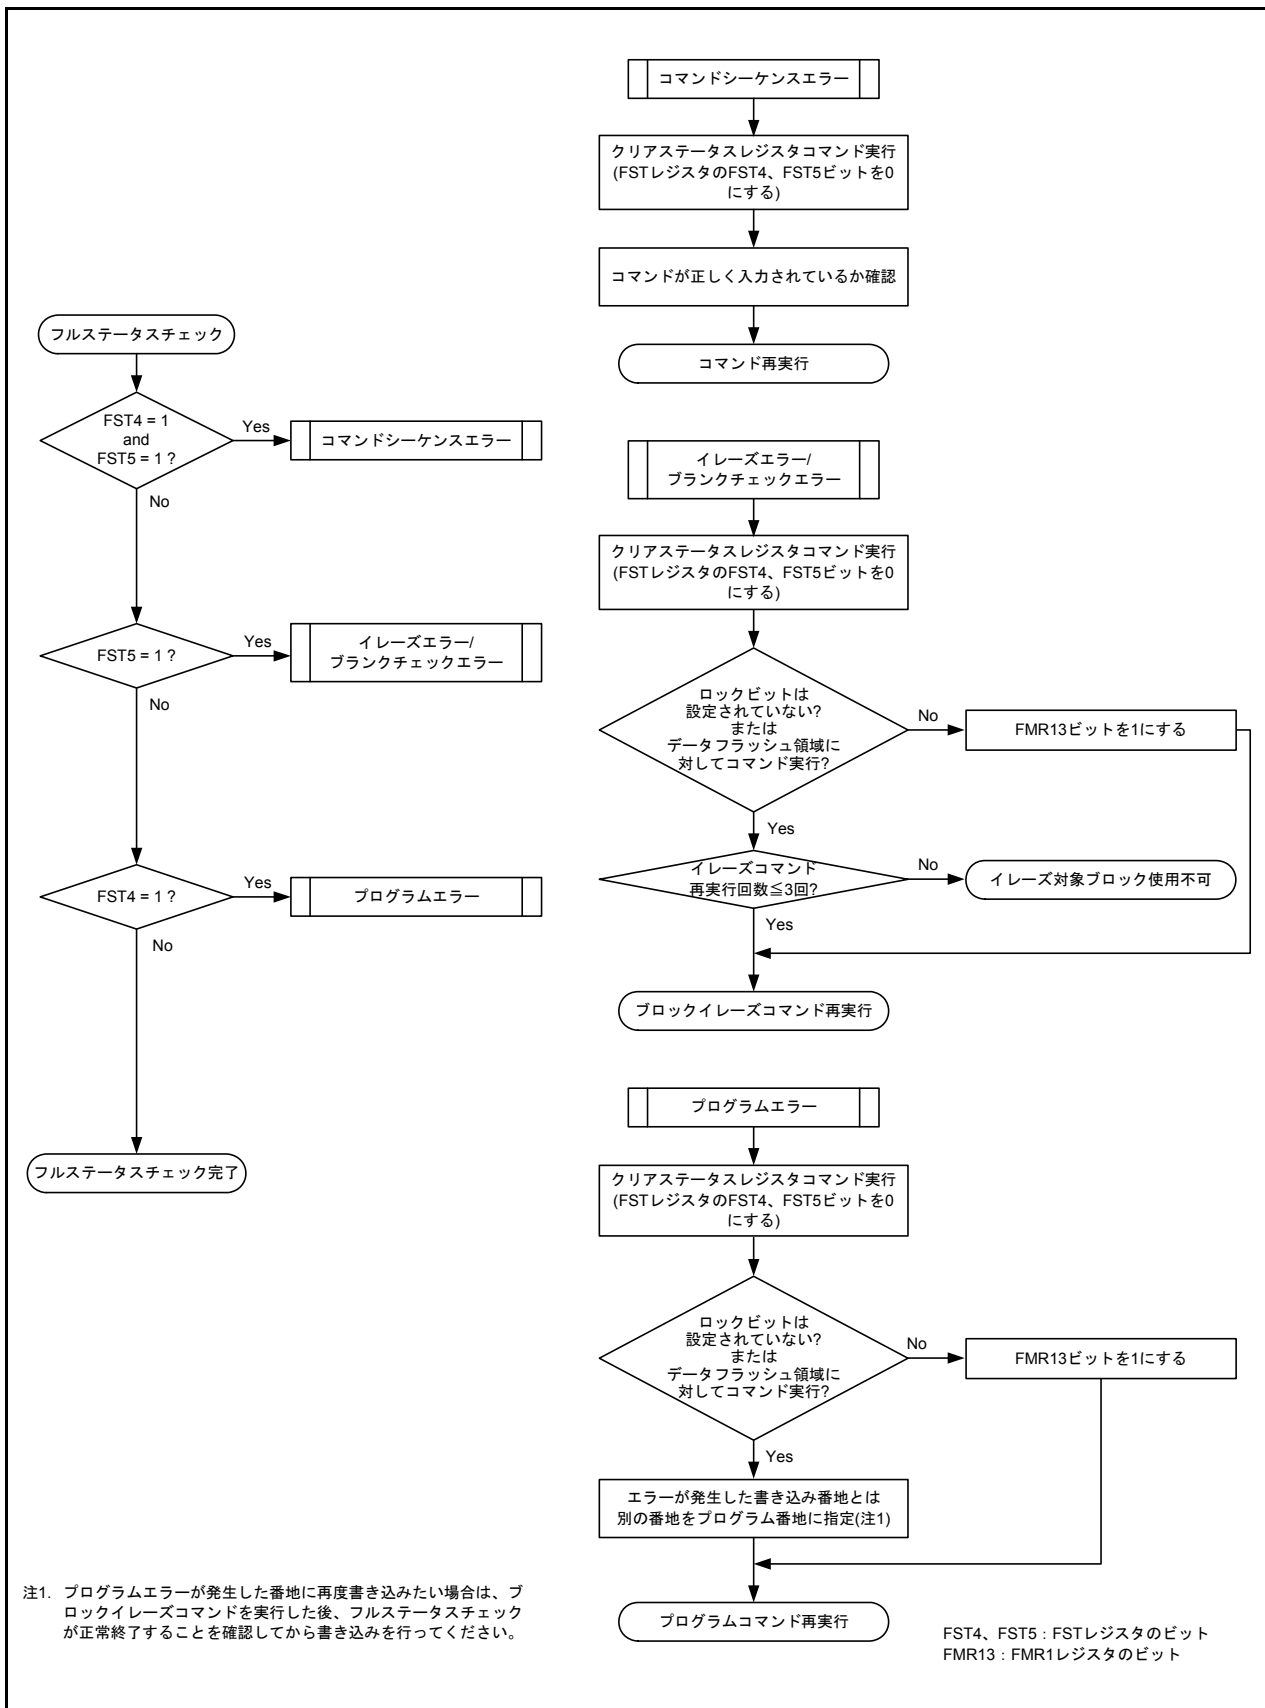 フルステータスチェック
FST4 = 1
and
FST5 = 1 ?
Yes
コマンドシーケンスエラー
No
FST5 = 1 ?
Yes
イレーズエラー/
ブランクチェックエラー
No
FST4 = 1 ?
Yes
プログラムエラー
No
フルステータスチェック完了
コマンドシーケンスエラー
クリアステータスレジスタコマンド実行
(FSTレジスタのFST4、FST5ビットを0
にする)
コマンドが正しく入力されているか確認
コマンド再実行
イレーズエラー/
ブランクチェックエラー
クリアステータスレジスタコマンド実行
(FSTレジスタのFST4、FST5ビットを0
にする)
ロックビットは
設定されていない?
または
データフラッシュ領域に
対してコマンド実行?
No
FMR13ビットを1にする
Yes
イレーズコマンド
再実行回数≦3回?
No
イレーズ対象ブロック使用不可
Yes
ブロックイレーズコマンド再実行
プログラムエラー
クリアステータスレジスタコマンド実行
(FSTレジスタのFST4、FST5ビットを0
にする)
ロックビットは
設定されていない?
または
データフラッシュ領域に
対してコマンド実行?
No
FMR13ビットを1にする
Yes
エラーが発生した書き込み番地とは
別の番地をプログラム番地に指定(注1)
プログラムコマンド再実行
注1. プログラムエラーが発生した番地に再度書き込みたい場合は、ブ
ロックイレーズコマンドを実行した後、フルステータスチェック
が正常終了することを確認してから書き込みを行ってください。
FST4、FST5 : FSTレジスタのビット
FMR13 : FMR1レジスタのビット